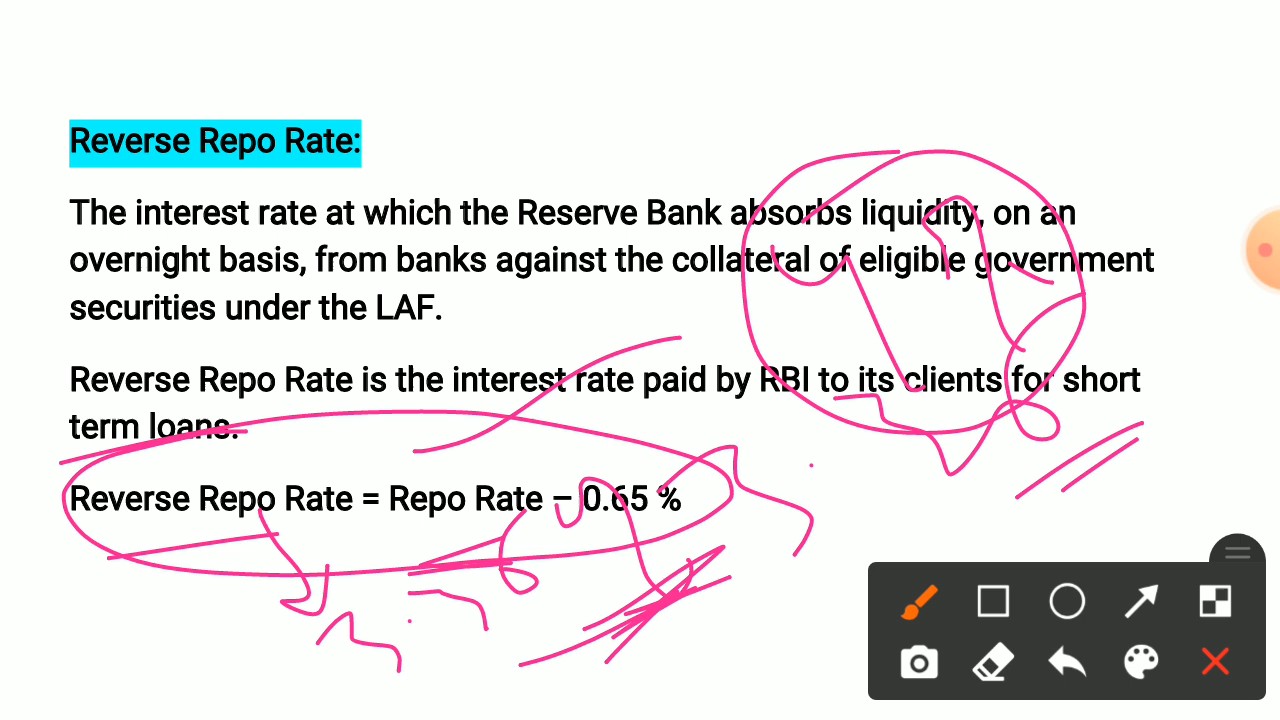 Reverse Repo Rate:
The interest rate at which the Reserve Bank absorbs liquidity, on an
overnight basis, from banks against the collateral of eligible government
securities under the LAF.
Reverse Repo Rate is the interest rate paid by RBI to its clients for short
term loans.
Reverse Repo Rate = Repo Rate – 0.65 %